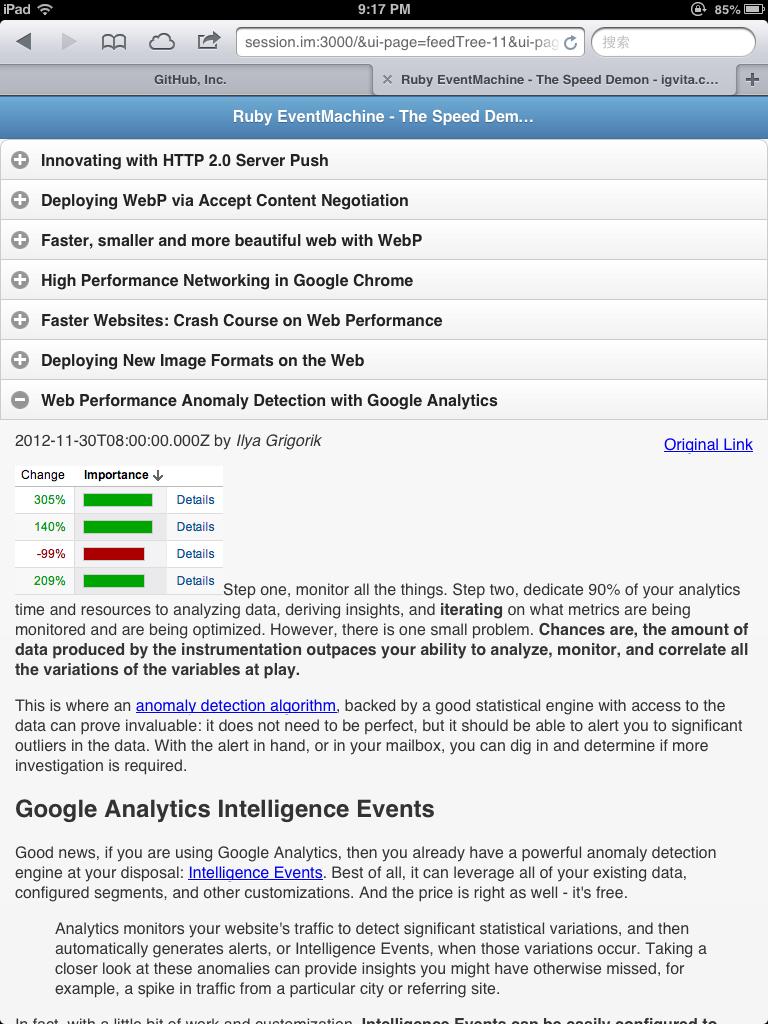 iPad 9:17 PM 85%
session.im:3000/&ui-page=feedTree-11&ui-pag 搜索
GitHub, Inc. Ruby EventMachine - The Speed Demon - igvita.c...
Ruby EventMachine - The Speed Dem...
Innovating with HTTP 2.0 Server Push
Deploying WebP via Accept Content Negotiation
Faster, smaller and more beautiful web with WebP
High Performance Networking in Google Chrome
Faster Websites: Crash Course on Web Performance
Deploying New Image Formats on the Web
Web Performance Anomaly Detection with Google Analytics
2012-11-30T08:00:00.000Z by Ilya Grigorik Original Link
Change Importance
305% Details
140% Details
-99% Details
209% Details
Step one, monitor all the things. Step two, dedicate 90% of your analytics
time and resources to analyzing data, deriving insights, and iterating on what metrics are being
monitored and are being optimized. However, there is one small problem. Chances are, the amount of
data produced by the instrumentation outpaces your ability to analyze, monitor, and correlate all
the variations of the variables at play.
This is where an anomaly detection algorithm, backed by a good statistical engine with access to the
data can prove invaluable: it does not need to be perfect, but it should be able to alert you to significant
outliers in the data. With the alert in hand, or in your mailbox, you can dig in and determine if more
investigation is required.
Google Analytics Intelligence Events
Good news, if you are using Google Analytics, then you already have a powerful anomaly detection
engine at your disposal: Intelligence Events. Best of all, it can leverage all of your existing data,
configured segments, and other customizations. And the price is right as well - it's free.
Analytics monitors your website's traffic to detect significant statistical variations, and then
automatically generates alerts, or Intelligence Events, when those variations occur. Taking a
closer look at these anomalies can provide insights you might have otherwise missed, for
example, a spike in traffic from a particular city or referring site.
In fact, with a little bit of work and customization, Intelligence Events can be easily configured to